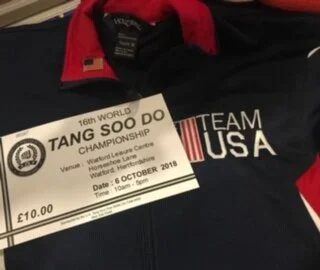 16th WORLD
TANG SOO DO
CHAMPIONSHIP
Venue : Watford Leisure Centre
Horseshoe Lane
Watford, Hertfordshire
Date : 6 OCTOBER 2018
Time : 10am - 5pm
£10.00
TEAM
USA